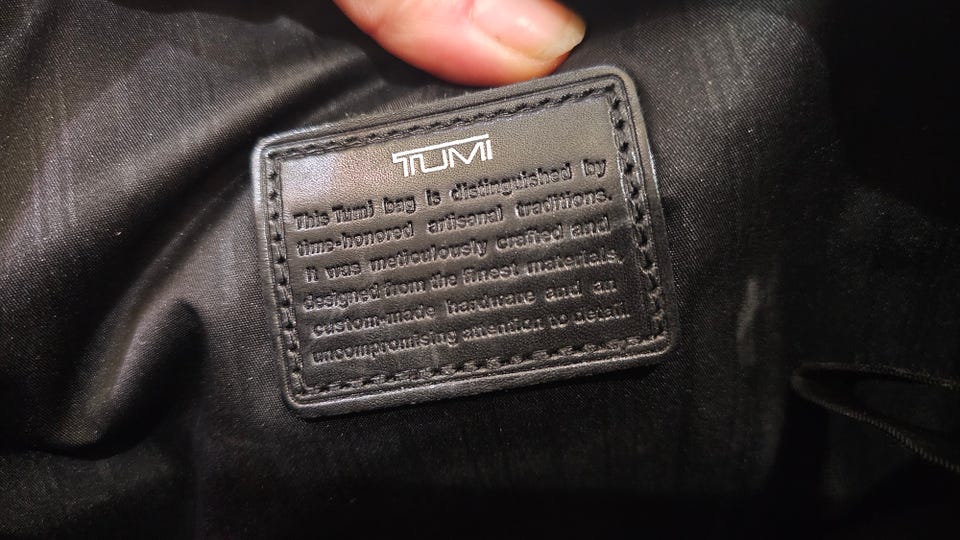 TUMI
This Tumi bag is distinguished by
time-honored artisanal traditions.
It was meticulously crafted and
designed from the finest materials,
custom-made hardware and an
uncompromising attention to detail